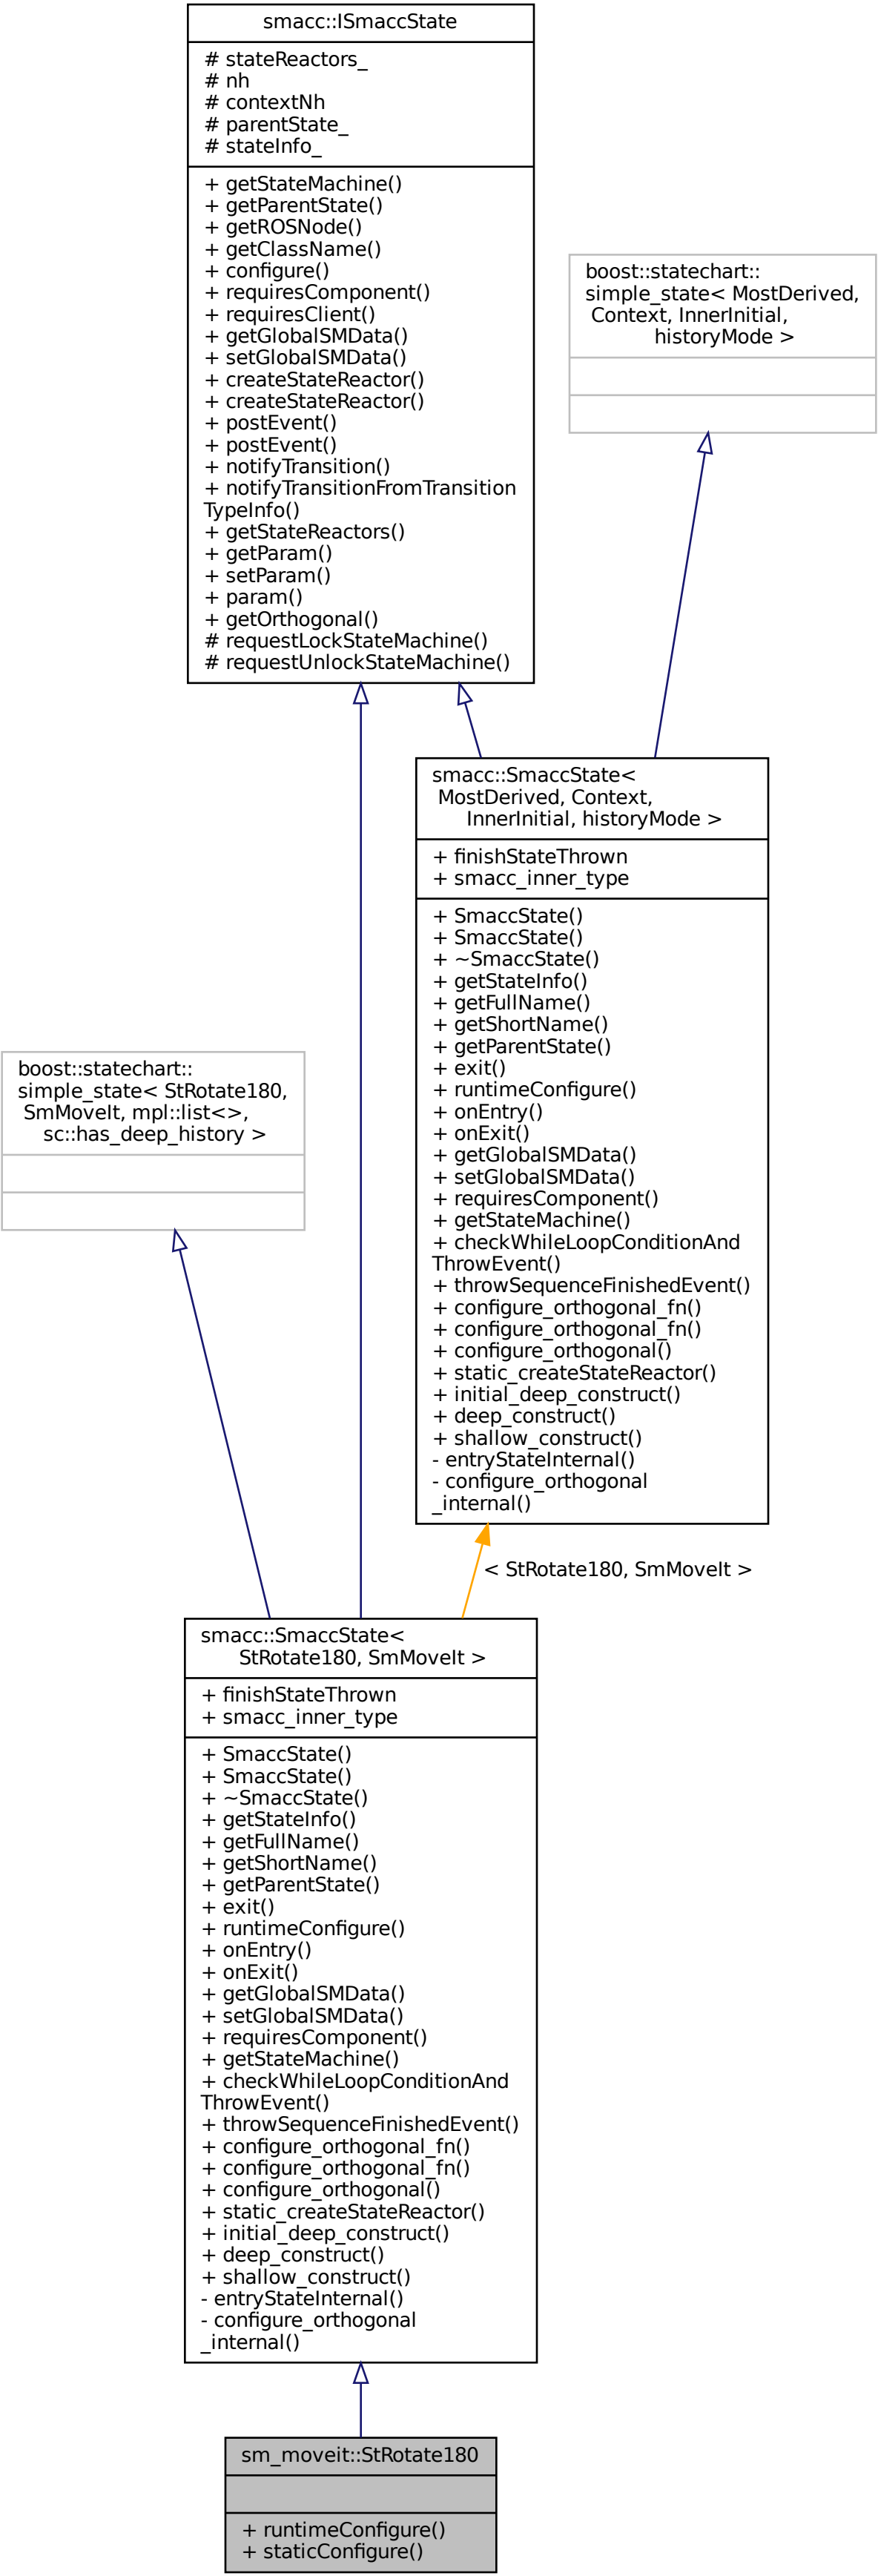 smacc::ISmaccState
# stateReactors_
# nh
# contextNh
# parentState_
# stateInfo_
+ getStateMachine()
+ getParentState()
+ getROSNode()
+ getClassName()
+ configure()
+ requiresComponent()
+ requiresClient()
+ getGlobalSMData()
+ setGlobalSMData()
+ createStateReactor()
+ createStateReactor()
+ postEvent()
+ postEvent()
+ notifyTransition()
+ notifyTransitionFromTransition
TypeInfo()
+ getStateReactors()
+ getParam()
+ setParam()
+ param()
+ getOrthogonal()
# requestLockStateMachine()
# requestUnlockStateMachine()
boost::statechart::
simple_state< MostDerived,
Context, InnerInitial,
historyMode >
smacc::SmaccState<
MostDerived, Context,
InnerInitial, historyMode >
+ finishStateThrown
+ smacc_inner_type
+ SmaccState()
+ SmaccState()
+ ~SmaccState()
+ getStateInfo()
+ getFullName()
+ getShortName()
+ getParentState()
+ exit()
+ runtimeConfigure()
+ onEntry()
+ onExit()
+ getGlobalSMData()
+ setGlobalSMData()
+ requiresComponent()
+ getStateMachine()
+ checkWhileLoopConditionAnd
ThrowEvent()
+ throwSequenceFinishedEvent()
+ configure_orthogonal_fn()
+ configure_orthogonal_fn()
+ configure_orthogonal()
+ static_createStateReactor()
+ initial_deep_construct()
+ deep_construct()
+ shallow_construct()
- entryStateInternal()
- configure_orthogonal
_internal()
boost::statechart::
simple_state< StRotate180,
SmMoveIt, mpl::list<>,
sc::has_deep_history >
< StRotate180, SmMoveIt >
smacc::SmaccState<
StRotate180, SmMoveIt >
+ finishStateThrown
+ smacc_inner_type
+ SmaccState()
+ SmaccState()
+ ~SmaccState()
+ getStateInfo()
+ getFullName()
+ getShortName()
+ getParentState()
+ exit()
+ runtimeConfigure()
+ onEntry()
+ onExit()
+ getGlobalSMData()
+ setGlobalSMData()
+ requiresComponent()
+ getStateMachine()
+ checkWhileLoopConditionAnd
ThrowEvent()
+ throwSequenceFinishedEvent()
+ configure_orthogonal_fn()
+ configure_orthogonal_fn()
+ configure_orthogonal()
+ static_createStateReactor()
+ initial_deep_construct()
+ deep_construct()
+ shallow_construct()
- entryStateInternal()
- configure_orthogonal
_internal()
sm_moveit::StRotate180
+ runtimeConfigure()
+ staticConfigure()